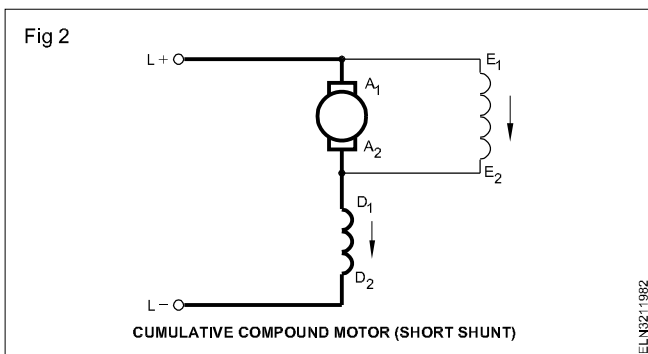 Fig 2
L +
E1
A1
A2
E2
D1
D2
L −
CUMULATIVE COMPOUND MOTOR (SHORT SHUNT)
ELN3211982